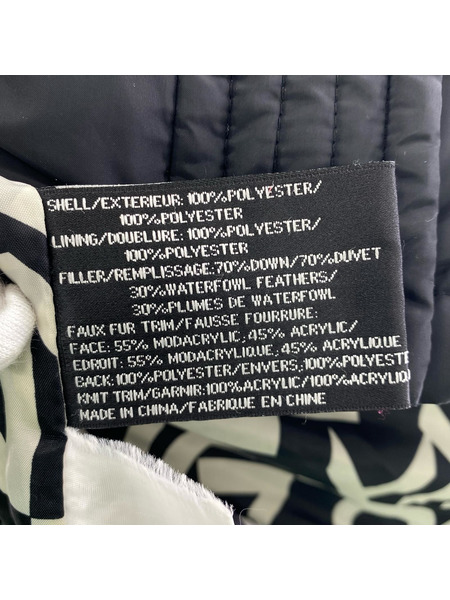 SHELL/EXTERIEUR: 100%POLYESTER/
100%POLYESTER
LINING/DOUBLURE: 100%POLYESTER/
100%POLYESTER
FILLER/REMPLISSAGE:70%DOWN/70%DUVET
30%WATERFOWL FEATHERS/
30%PLUMES DE WATERFOWL
FAUX FUR TRIM/FAUSSE FOURRURE:
FACE: 55% MODACRYLIC, 45% ACRYLIC/
EDROIT: 55% MODACRYLIQUE, 45% ACRYLIQUE
BACK:100%POLYESTER/ENVERS,100%POLYESTER
KNIT TRIM/GARNIR:100%ACRYLIC/100%ACRYLIQU
MADE IN CHINA/FABRIQUE EN CHINE